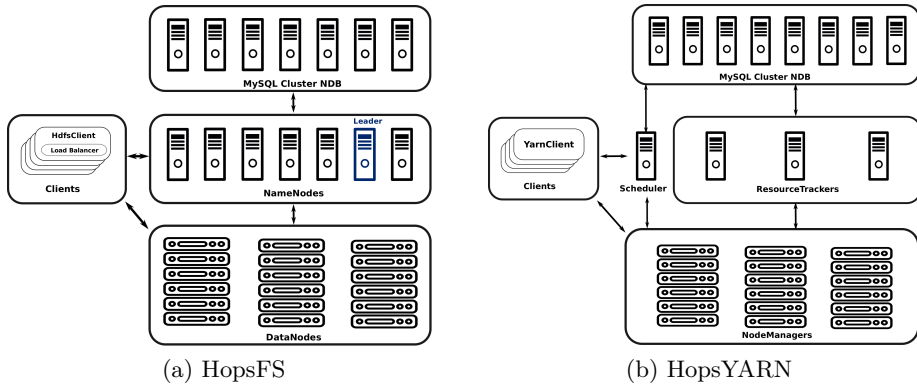 MySQL Cluster NDB
Leader
HdfsClient
Load Balancer
Clients
NameNodes
DataNodes
(a) HopsFS
MySQL Cluster NDB
YarnClient
Clients
Scheduler
ResourceTrackers
NodeManagers
(b) HopsYARN